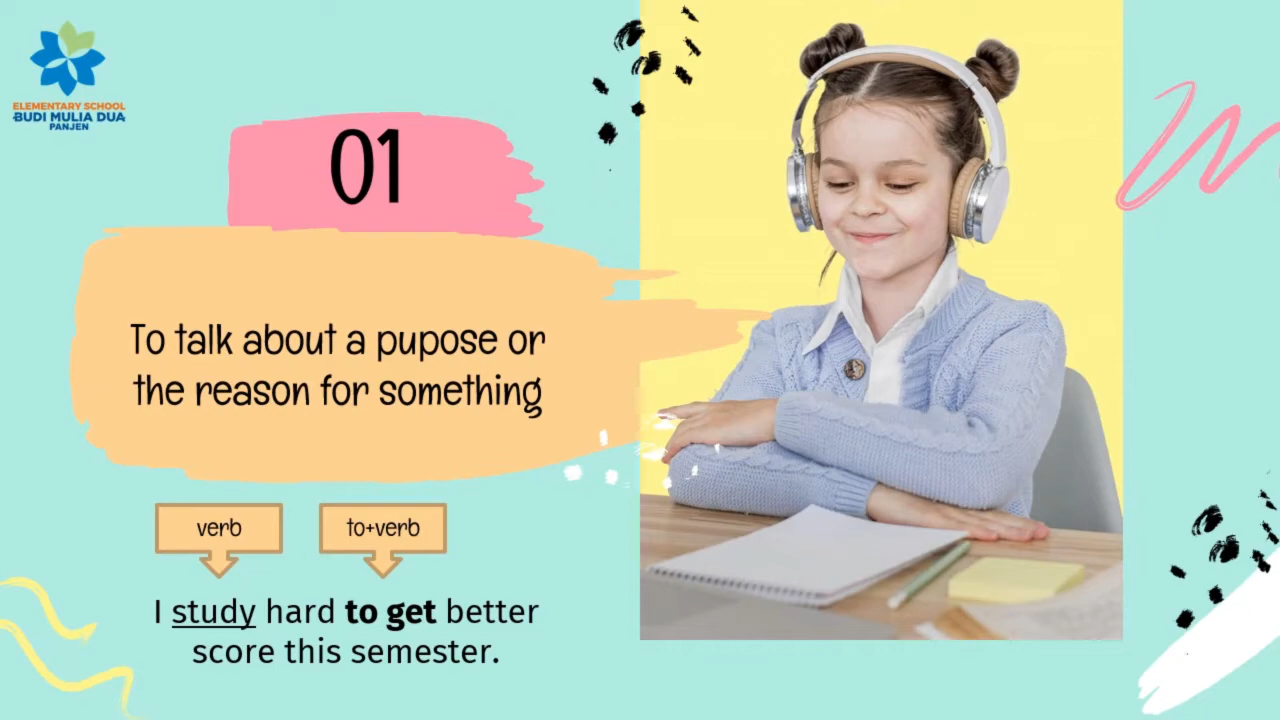 ELEMENTARY SCHOOL
BUDI MULIA DUA
PANJEN
01
To talk about a pupose or
the reason for something
verb
to+verb
I study hard to get better
score this semester.